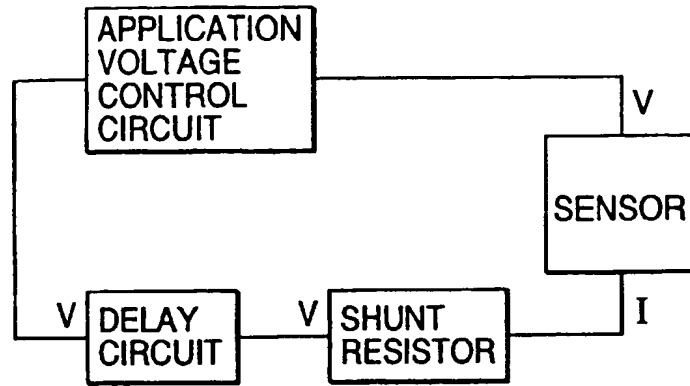 APPLICATION
VOLTAGE
CONTROL
CIRCUIT
V
SENSOR
V
DELAY
CIRCUIT
V
SHUNT
RESISTOR
I